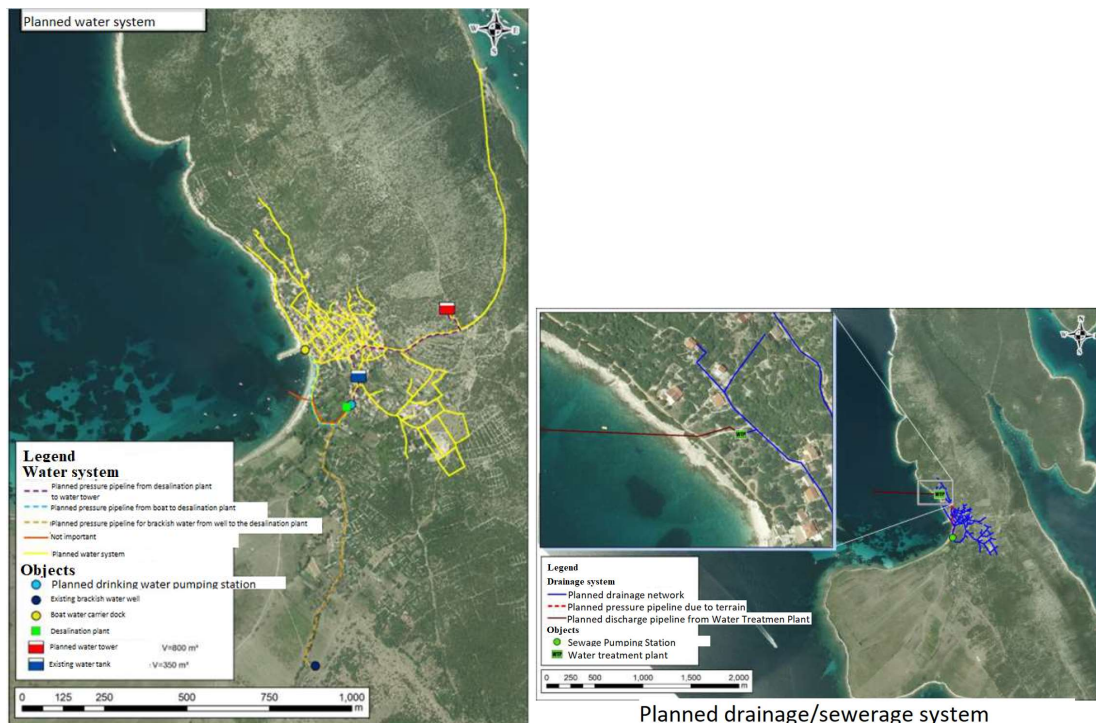 Planned water system
N
W
E
S
Legend
Water system
Planned pressure pipeline from desalination plant
to water tower
Planned pressure pipeline from boat to desalination plant
Planned pressure pipeline for brackish water from well to the desalination plant
Not important
Planned water system
Objects
Planned drinking water pumping station
Existing brackish water well
Boat water carrier dock
Desalination plant
Planned water tower V=800 m³
Existing water tank V=350 m³
0 125 250 500 750 1,000
m
WTP
N
W
E
S
WTP
Legend
Drainage system
Planned drainage network
Planned pressure pipeline due to terrain
Planned discharge pipeline from Water Treatmen Plant
Objects
Sewage Pumping Station
WTP Water treatment plant
0 500 1,000 1,500 2,000
m
Planned drainage/sewerage system